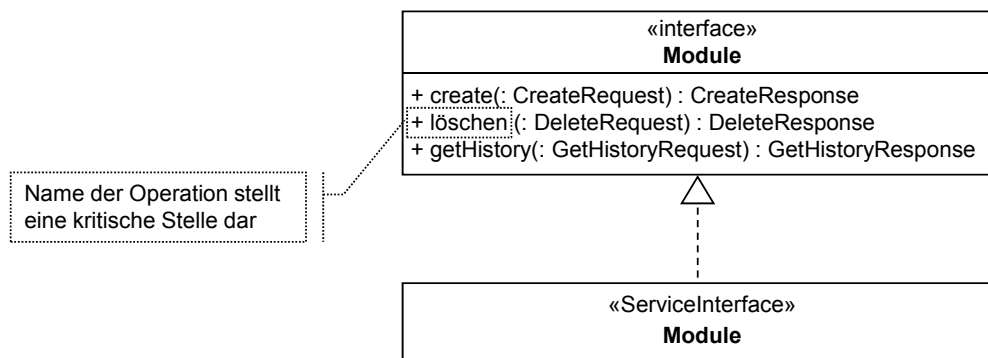 «interface»
Module
+ create(: CreateRequest) : CreateResponse
+ löschen (: DeleteRequest) : DeleteResponse
+ getHistory(: GetHistoryRequest) : GetHistoryResponse
Name der Operation stellt
eine kritische Stelle dar
«ServiceInterface»
Module